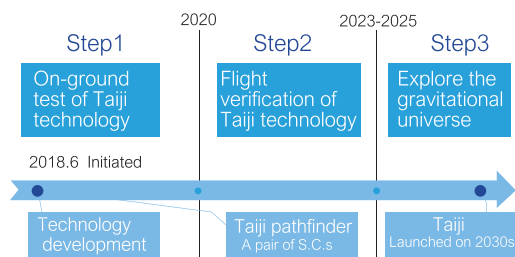 2020
2023-2025
Step1
Step2
Step3
On-ground
test of Taiji
technology
Flight
verification of
Taiji technology
Explore the
gravitational
universe
2018.6 Initiated
Technology
development
Taiji pathfinder
A pair of S.C.s
Taiji
Launched on 2030s